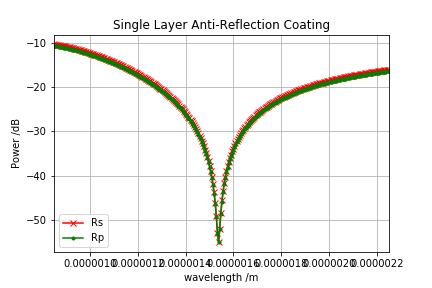 Single Layer Anti-Reflection Coating
Power /dB
−10
−20
−30
−40
−50
Rs
Rp
0.0000010 0.0000012 0.0000014 0.0000016 0.0000018 0.0000020 0.0000022
wavelength /m